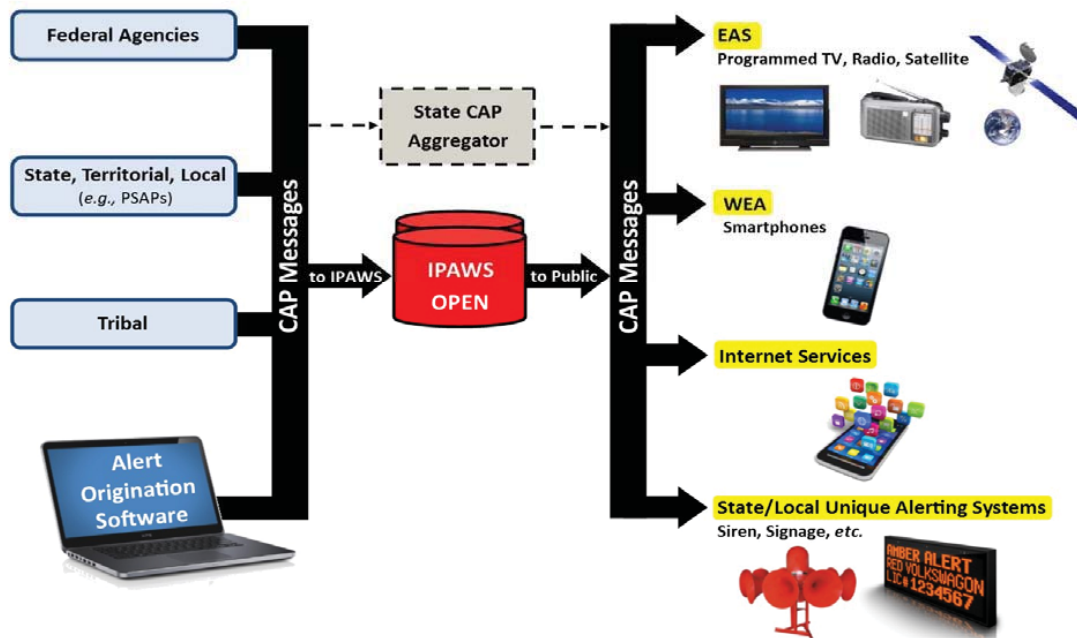 Federal Agencies
State, Territorial, Local
(e.g., PSAPs)
Tribal
Alert
Origination
Software
CAP Messages
State CAP
Aggregator
to IPAWS
IPAWS
OPEN
to Public
CAP Messages
EAS
Programmed TV, Radio, Satellite
WEA
Smartphones
Internet Services
State/Local Unique Alerting Systems
Siren, Signage, etc.
AMBER ALERT
RED VOLKSWAGON
LIC# 1234567